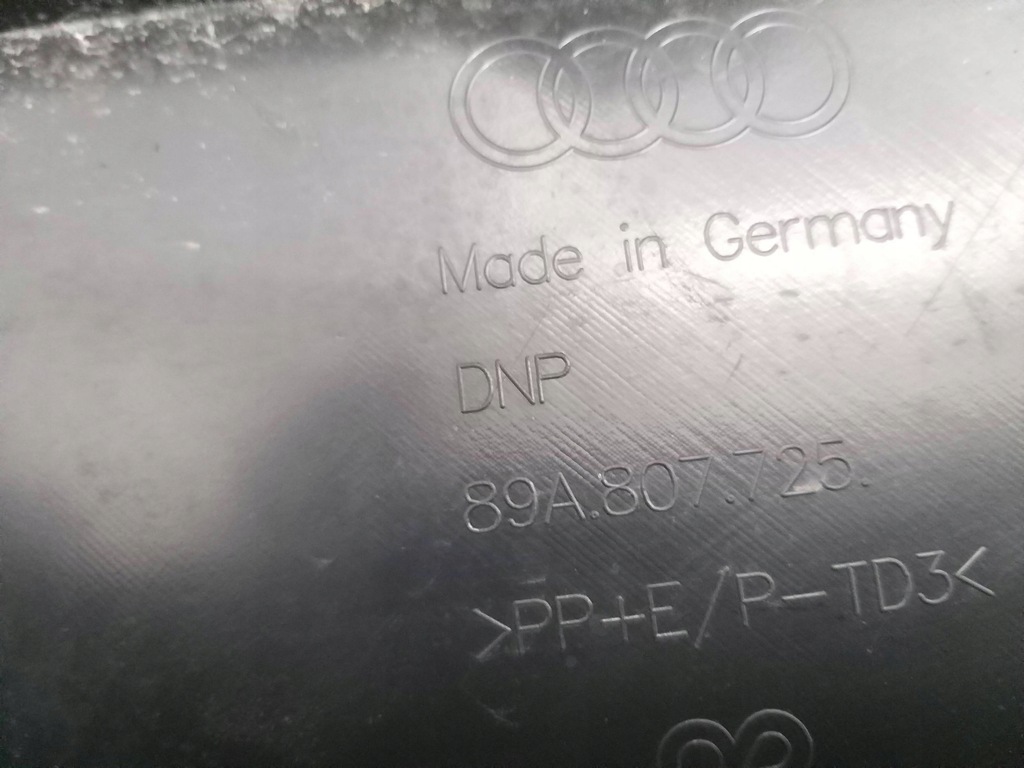 Made in Germany
DNP
89A.807.725.
>PP+E/P-TD3<